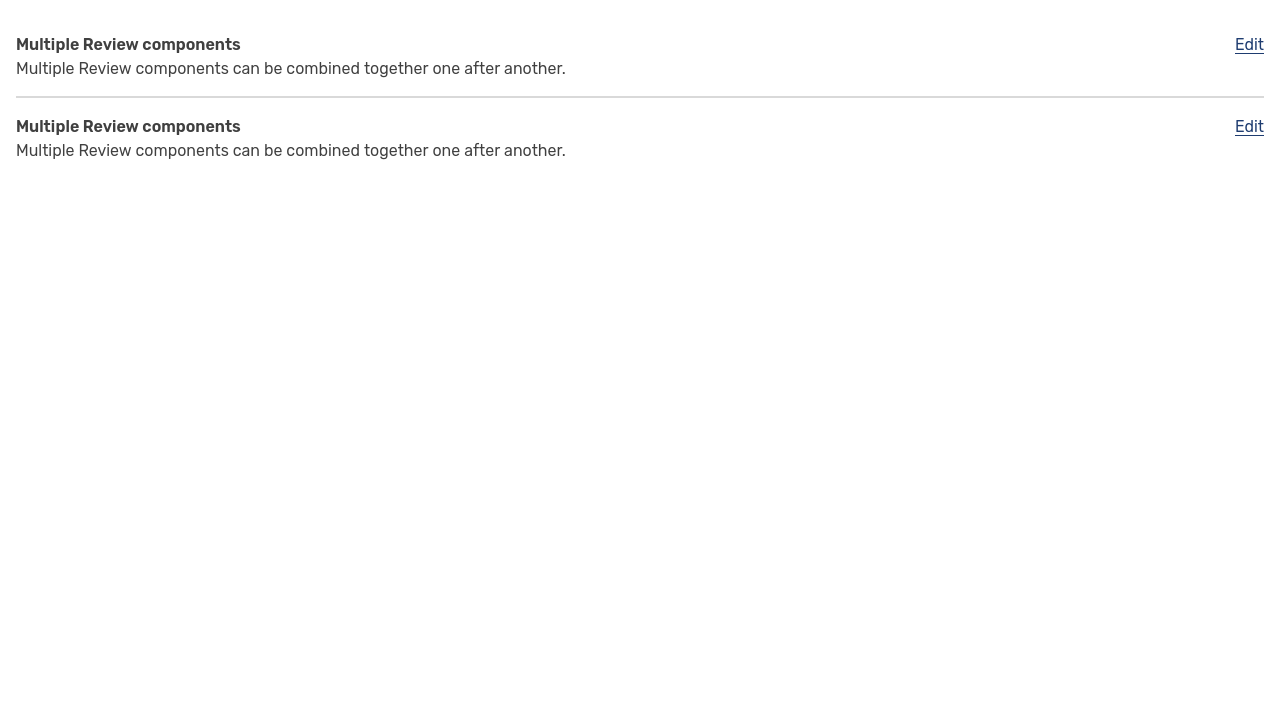 Multiple Review components
Edit
Multiple Review components can be combined together one after another.
Multiple Review components
Edit
Multiple Review components can be combined together one after another.